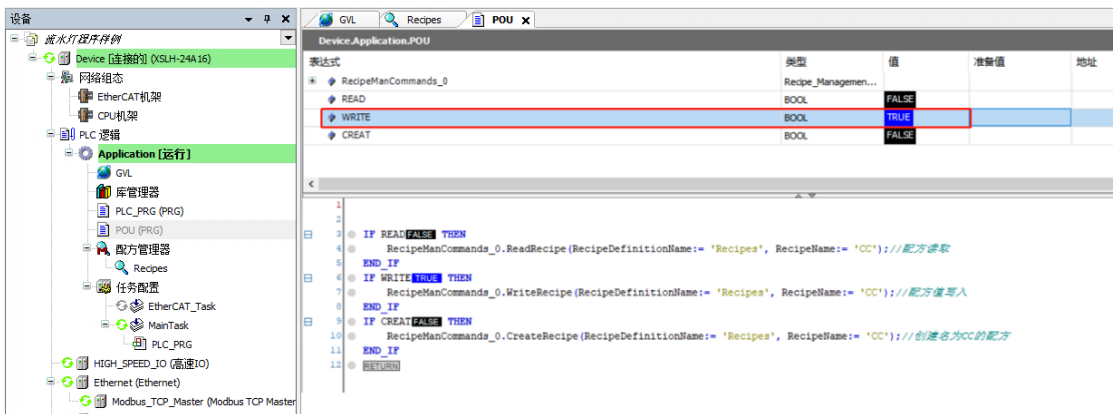 设备
流水灯程序样例
Device [连接的] (XSLH-24A16)
网络组态
EtherCAT机架
CPU机架
PLC 逻辑
Application [运行]
GVL
库管理器
PLC_PRG (PRG)
POU (PRG)
配方管理器
Recipes
任务配置
EtherCAT_Task
MainTask
PLC_PRG
HIGH_SPEED_IO (高速IO)
Ethernet (Ethernet)
Modbus_TCP_Master (Modbus TCP Master
GVL Recipes POU
Device.Application.POU
表达式 类型 值 准备值 地址
RecipeManCommands_0 Recipe_Managemen...
READ BOOL FALSE
WRITE BOOL TRUE
CREAT BOOL FALSE
1
2
3 IF READ FALSE THEN
4 RecipeManCommands_0.ReadRecipe(RecipeDefinitionName:= 'Recipes', RecipeName:= 'CC');//配方读取
5 END_IF
6 IF WRITE TRUE THEN
7 RecipeManCommands_0.WriteRecipe(RecipeDefinitionName:= 'Recipes', RecipeName:= 'CC');//配方值写入
8 END_IF
9 IF CREAT FALSE THEN
10 RecipeManCommands_0.CreateRecipe(RecipeDefinitionName:= 'Recipes', RecipeName:= 'CC');//创建名为CC的配方
11 END_IF
12 RETURN